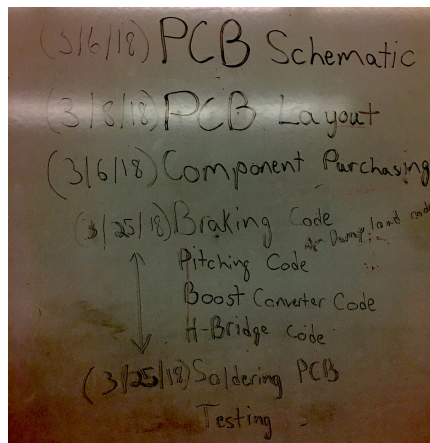 (3/6/18) PCB Schematic
(3/8/18) PCB Layout
(3/6/18) Component Purchasing
(3/25/18) Braking Code
Pitching Code
Boost Converter Code
H-Bridge Code
(3/25/18) Soldering PCB
Testing